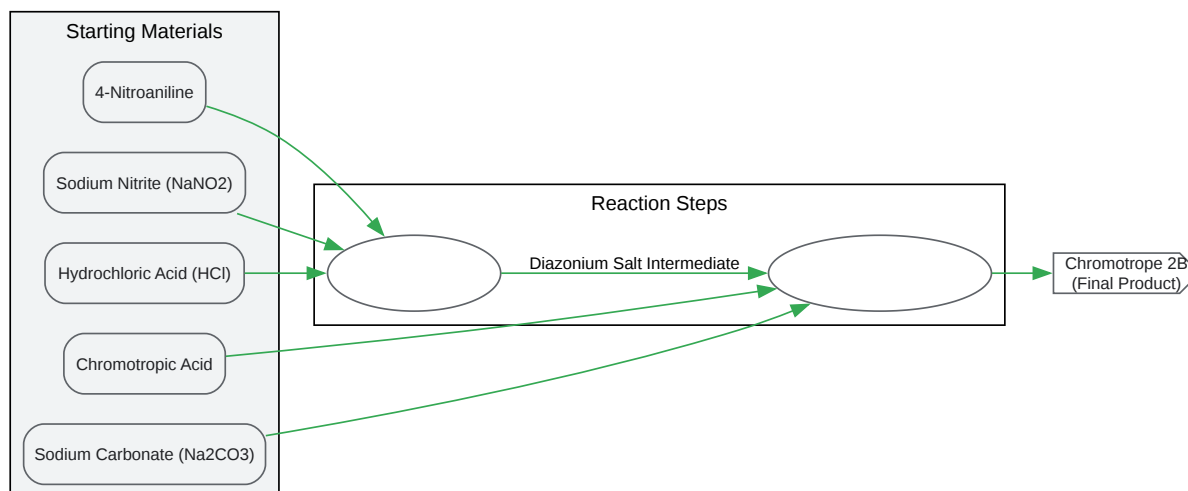 Starting Materials
4-Nitroaniline
Sodium Nitrite (NaNO2)
Hydrochloric Acid (HCl)
Chromotropic Acid
Sodium Carbonate (Na2CO3)
Reaction Steps
Diazonium Salt Intermediate
Chromotrope 2B
(Final Product)